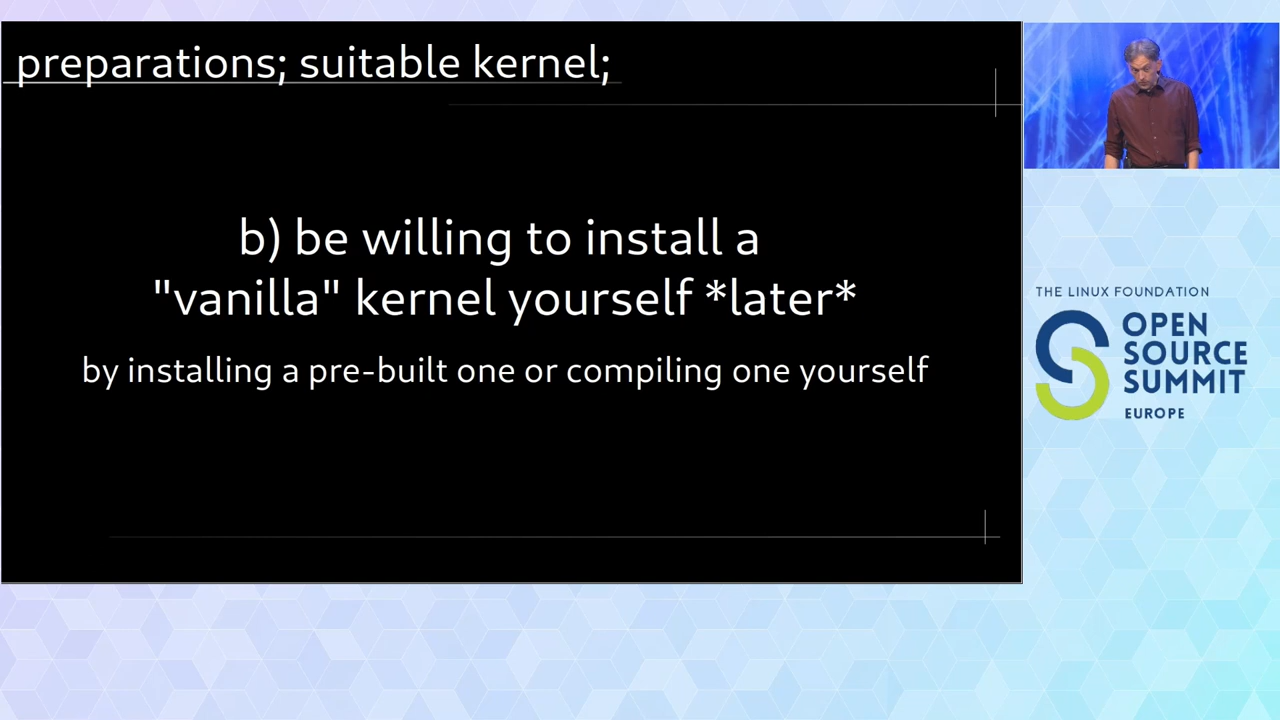 preparations; suitable kernel;
b) be willing to install a
"vanilla" kernel yourself *later*
by installing a pre-built one or compiling one yourself
THE LINUX FOUNDATION
OPEN
SOURCE
SUMMIT
EUROPE